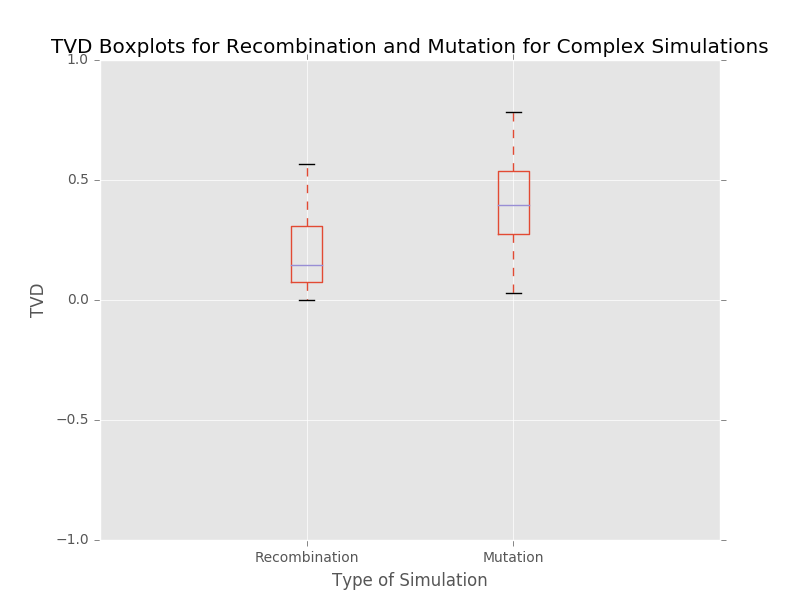 TVD Boxplots for Recombination and Mutation for Complex Simulations
1.0
0.5
0.0
−0.5
−1.0
TVD
Recombination
Mutation
Type of Simulation